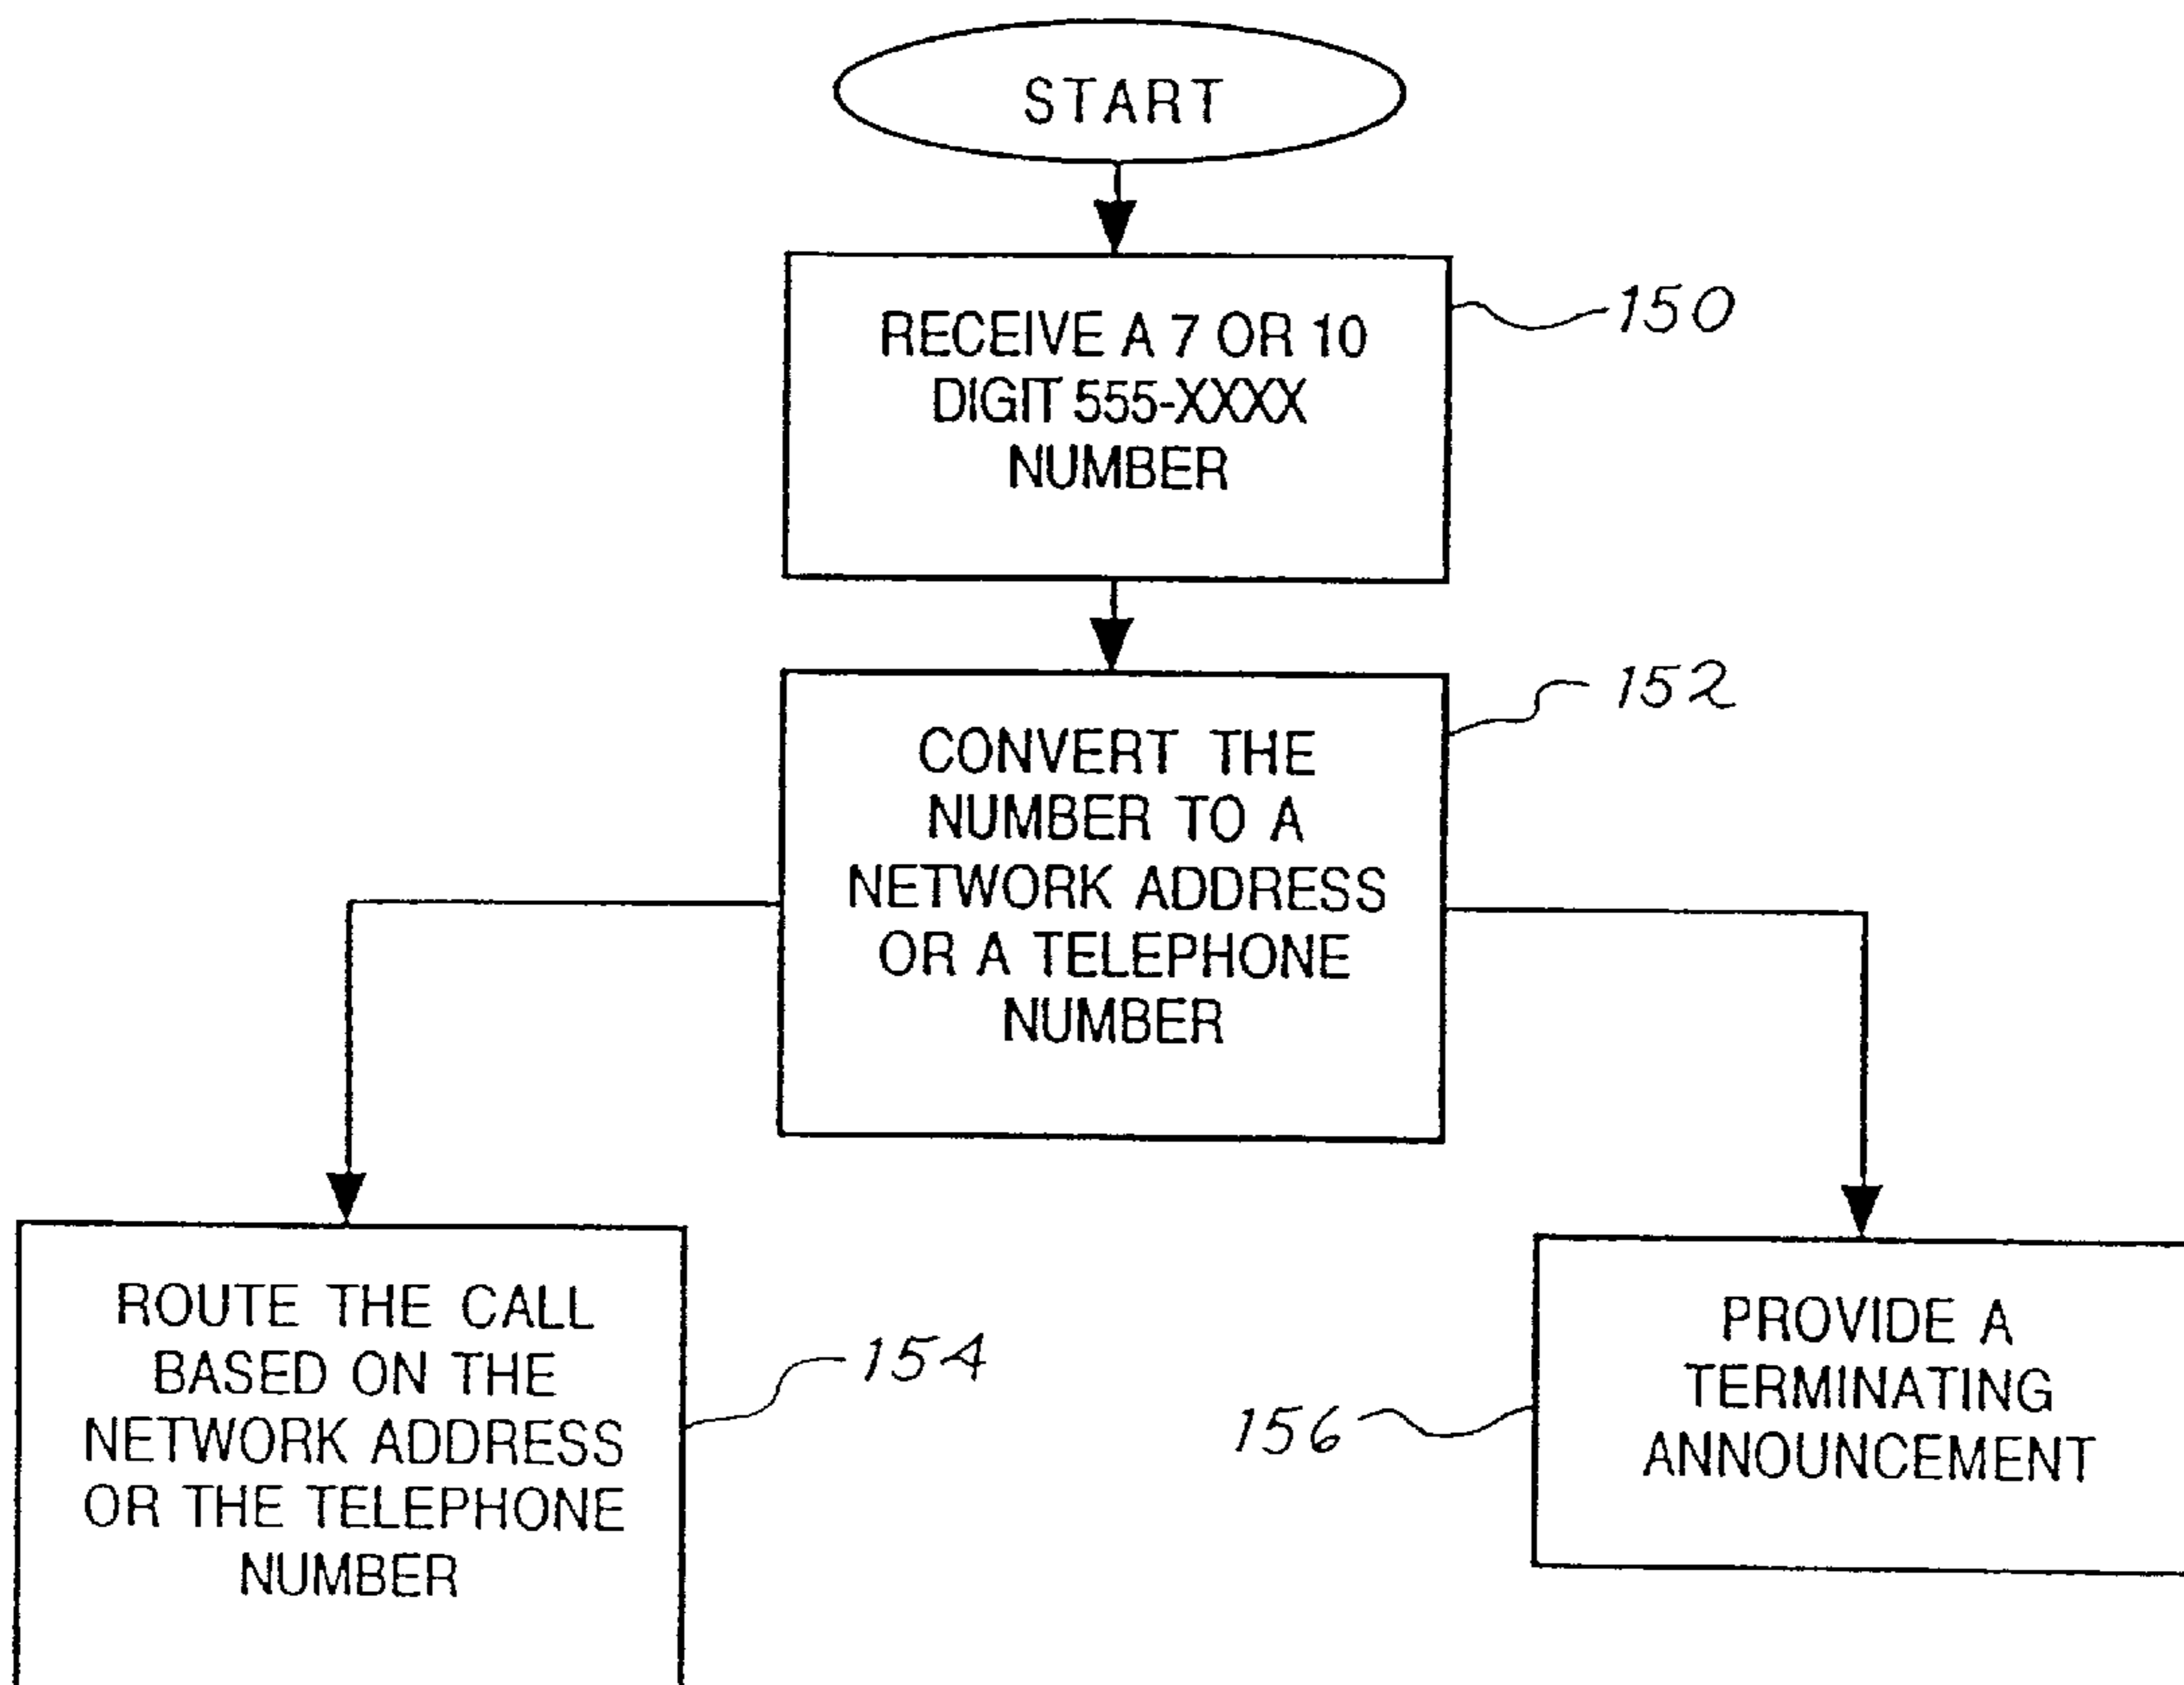 START
RECEIVE A 7 OR 10
DIGIT 555-XXXX
NUMBER
150
CONVERT THE
NUMBER TO A
NETWORK ADDRESS
OR A TELEPHONE
NUMBER
152
ROUTE THE CALL
BASED ON THE
NETWORK ADDRESS
OR THE TELEPHONE
NUMBER
154
156
PROVIDE A
TERMINATING
ANNOUNCEMENT